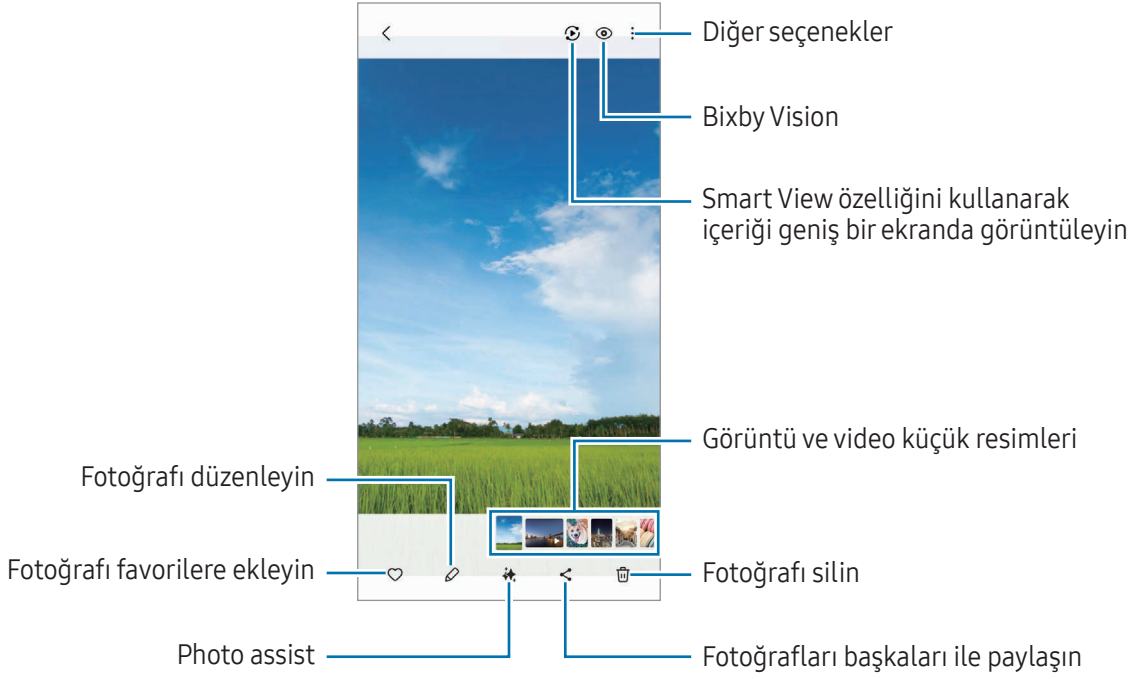 Diğer seçenekler
Bixby Vision
Smart View özelliğini kullanarak
içeriği geniş bir ekranda görüntüleyin
Görüntü ve video küçük resimleri
Fotoğrafı düzenleyin
Fotoğrafı favorilere ekleyin
Fotoğrafı silin
Photo assist
Fotoğrafları başkaları ile paylaşın